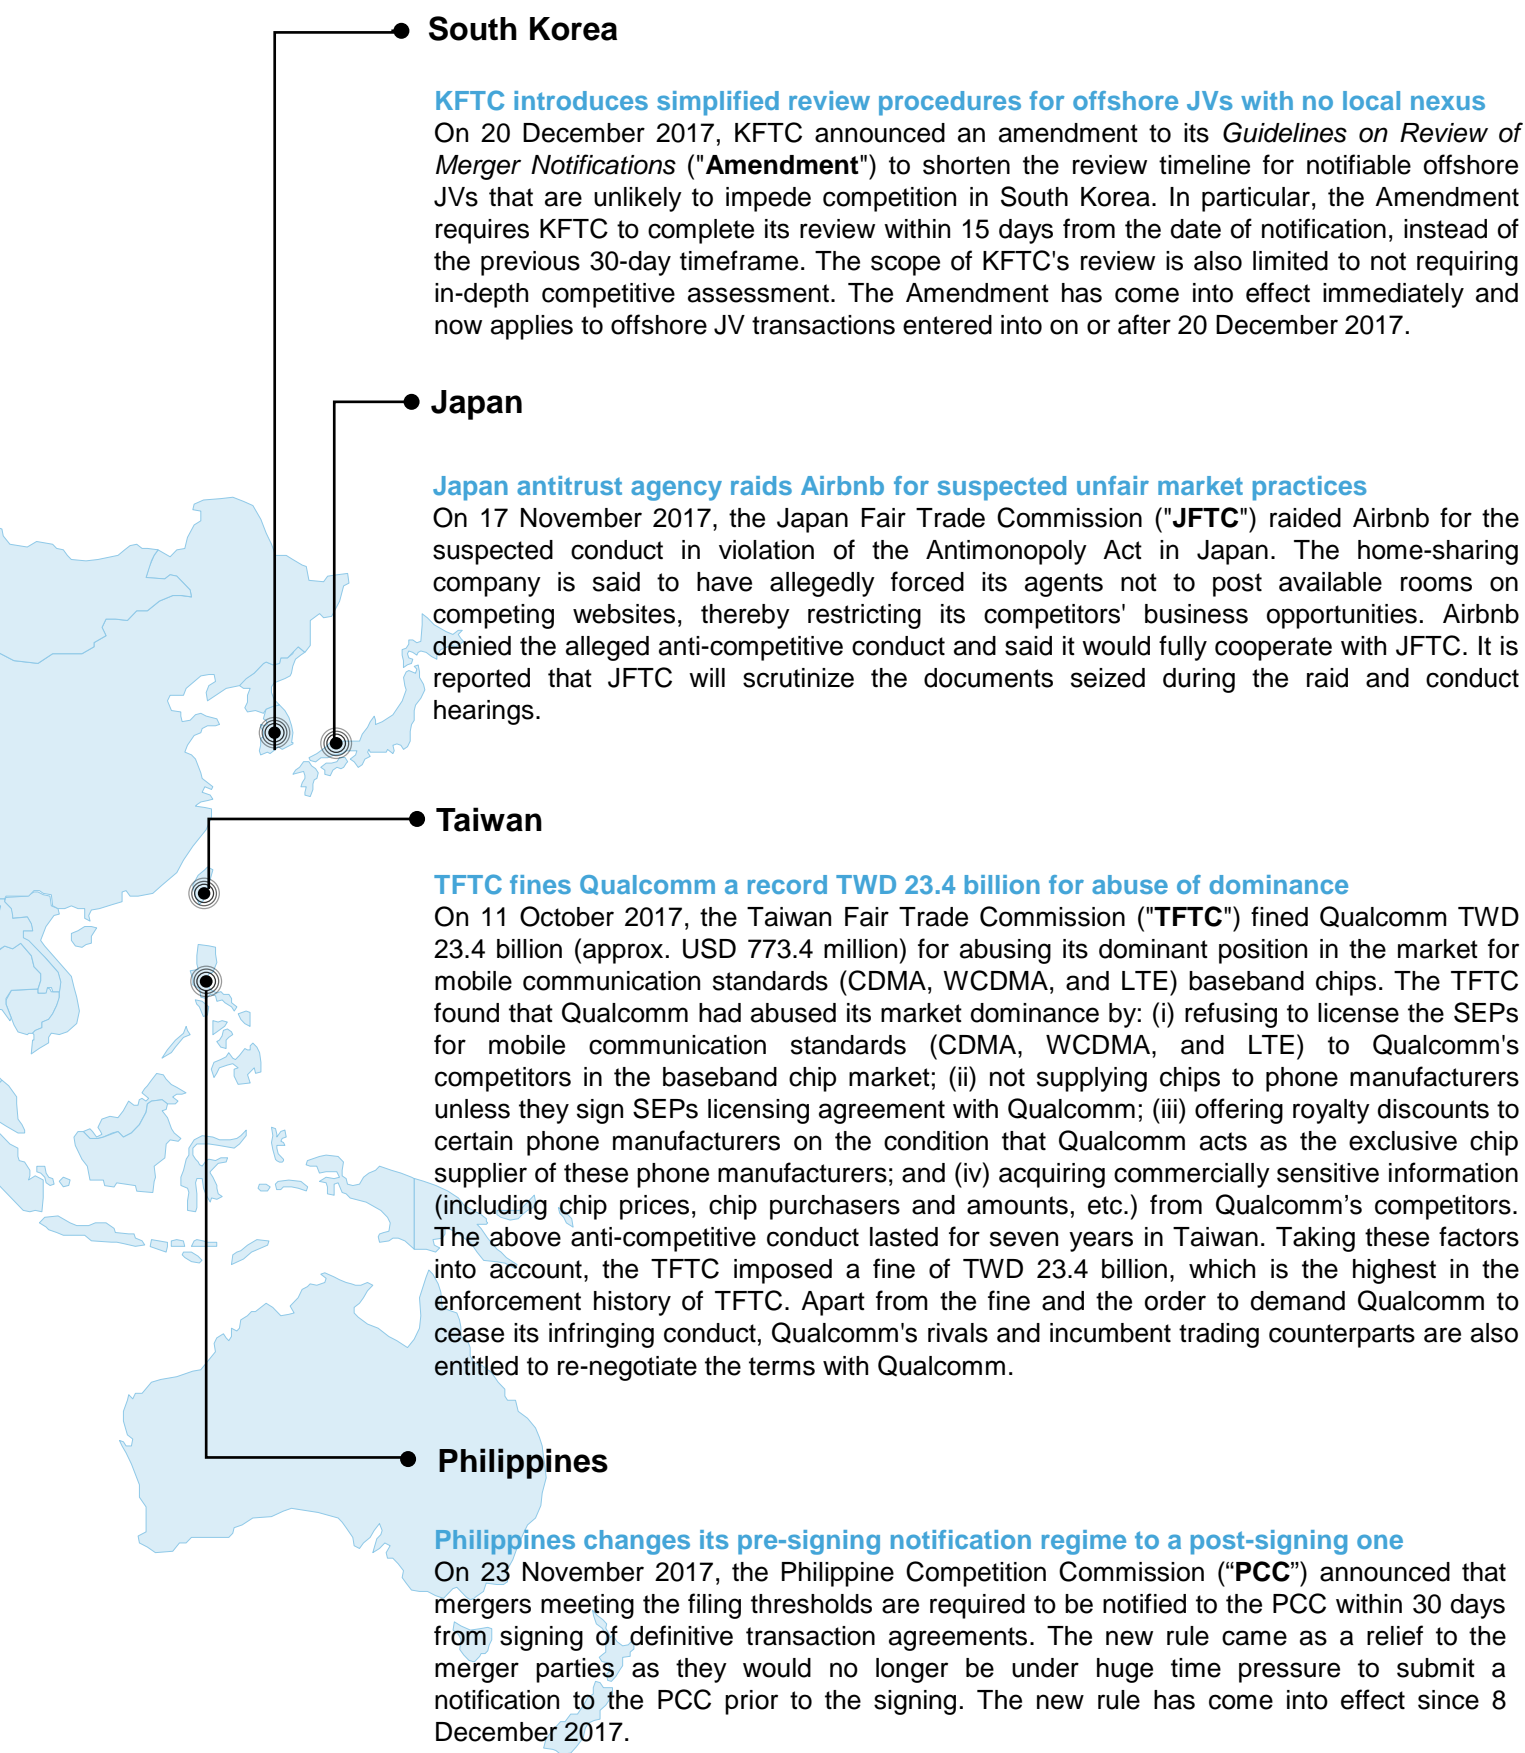 South Korea
KFTC introduces simplified review procedures for offshore JVs with no local nexus
On 20 December 2017, KFTC announced an amendment to its Guidelines on Review of
Merger Notifications ("Amendment") to shorten the review timeline for notifiable offshore
JVs that are unlikely to impede competition in South Korea. In particular, the Amendment
requires KFTC to complete its review within 15 days from the date of notification, instead of
the previous 30-day timeframe. The scope of KFTC's review is also limited to not requiring
in-depth competitive assessment. The Amendment has come into effect immediately and
now applies to offshore JV transactions entered into on or after 20 December 2017.
Japan
Japan antitrust agency raids Airbnb for suspected unfair market practices
On 17 November 2017, the Japan Fair Trade Commission ("JFTC") raided Airbnb for the
suspected conduct in violation of the Antimonopoly Act in Japan. The home-sharing
company is said to have allegedly forced its agents not to post available rooms on
competing websites, thereby restricting its competitors' business opportunities. Airbnb
denied the alleged anti-competitive conduct and said it would fully cooperate with JFTC. It is
reported that JFTC will scrutinize the documents seized during the raid and conduct
hearings.
Taiwan
TFTC fines Qualcomm a record TWD 23.4 billion for abuse of dominance
On 11 October 2017, the Taiwan Fair Trade Commission ("TFTC") fined Qualcomm TWD
23.4 billion (approx. USD 773.4 million) for abusing its dominant position in the market for
mobile communication standards (CDMA, WCDMA, and LTE) baseband chips. The TFTC
found that Qualcomm had abused its market dominance by: (i) refusing to license the SEPs
for mobile communication standards (CDMA, WCDMA, and LTE) to Qualcomm's
competitors in the baseband chip market; (ii) not supplying chips to phone manufacturers
unless they sign SEPs licensing agreement with Qualcomm; (iii) offering royalty discounts to
certain phone manufacturers on the condition that Qualcomm acts as the exclusive chip
supplier of these phone manufacturers; and (iv) acquiring commercially sensitive information
(including chip prices, chip purchasers and amounts, etc.) from Qualcomm’s competitors.
The above anti-competitive conduct lasted for seven years in Taiwan. Taking these factors
into account, the TFTC imposed a fine of TWD 23.4 billion, which is the highest in the
enforcement history of TFTC. Apart from the fine and the order to demand Qualcomm to
cease its infringing conduct, Qualcomm's rivals and incumbent trading counterparts are also
entitled to re-negotiate the terms with Qualcomm.
Philippines
Philippines changes its pre-signing notification regime to a post-signing one
On 23 November 2017, the Philippine Competition Commission (“PCC”) announced that
mergers meeting the filing thresholds are required to be notified to the PCC within 30 days
from signing of definitive transaction agreements. The new rule came as a relief to the
merger parties as they would no longer be under huge time pressure to submit a
notification to the PCC prior to the signing. The new rule has come into effect since 8
December 2017.